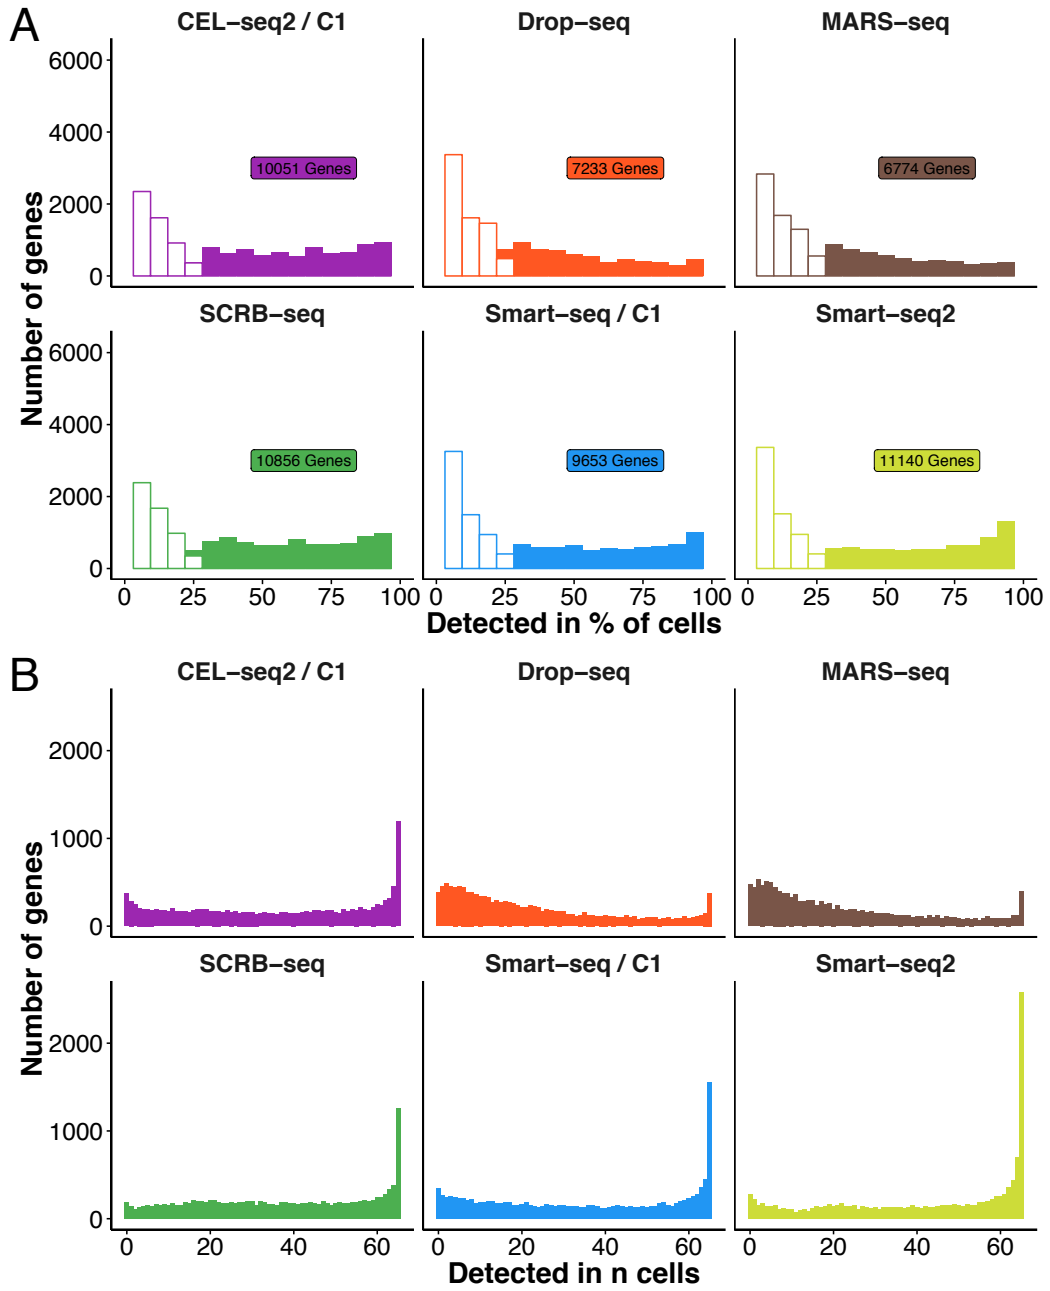 A
CEL−seq2 / C1
Drop−seq
MARS−seq
Number of genes
6000
4000
2000
0
10051 Genes
7233 Genes
6774 Genes
SCRB−seq
Smart−seq / C1
Smart−seq2
6000
4000
2000
0
10856 Genes
9653 Genes
11140 Genes
0 25 50 75 100
0 25 50 75 100
0 25 50 75 100
Detected in % of cells
B
CEL−seq2 / C1
Drop−seq
MARS−seq
Number of genes
2000
1000
0
SCRB−seq
Smart−seq / C1
Smart−seq2
2000
1000
0
0 20 40 60
0 20 40 60
0 20 40 60
Detected in n cells